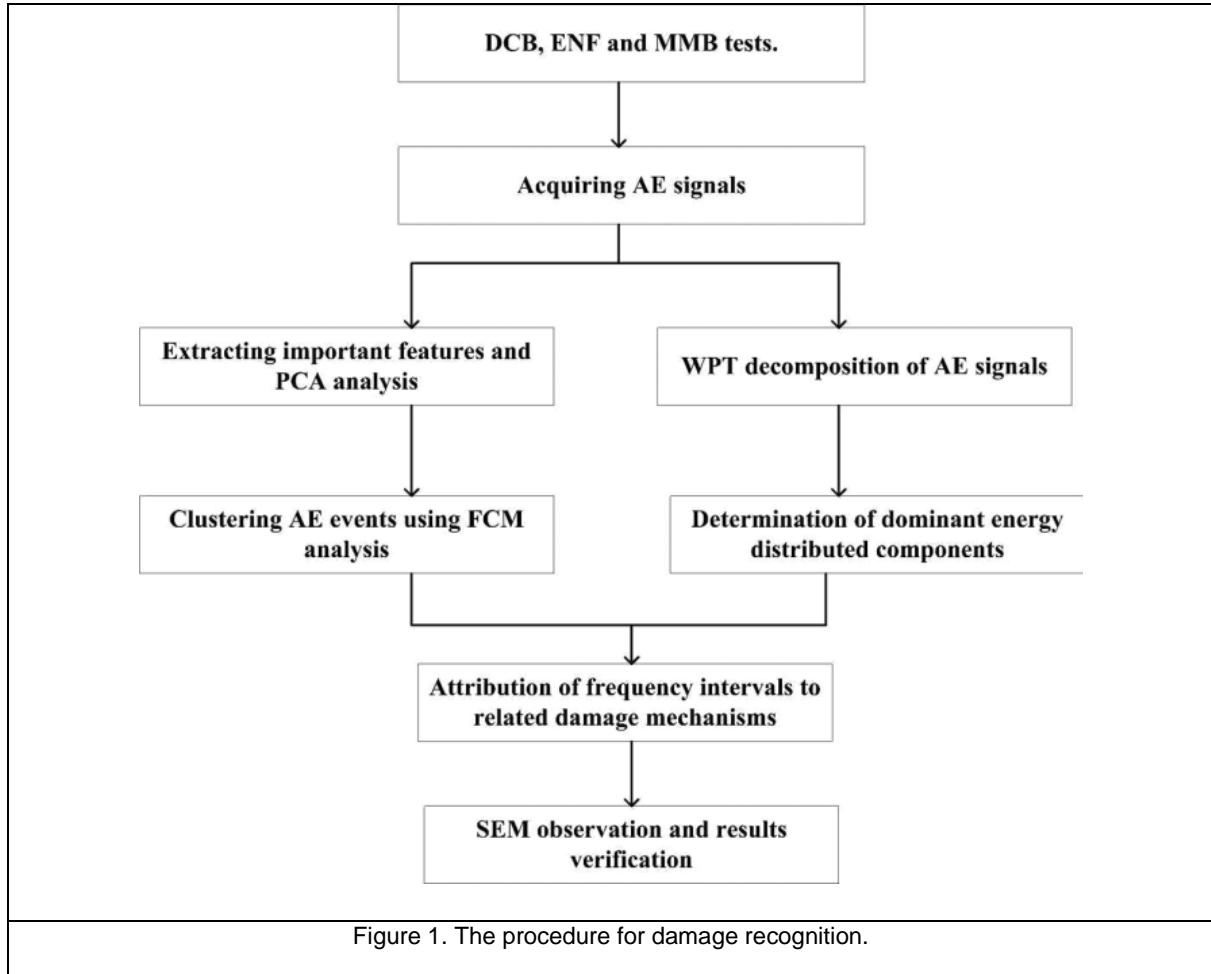 DCB, ENF and MMB tests.
Acquiring AE signals
Extracting important features and
PCA analysis
WPT decomposition of AE signals
Clustering AE events using FCM
analysis
Determination of dominant energy
distributed components
Attribution of frequency intervals to
related damage mechanisms
SEM observation and results
verification
Figure 1. The procedure for damage recognition.